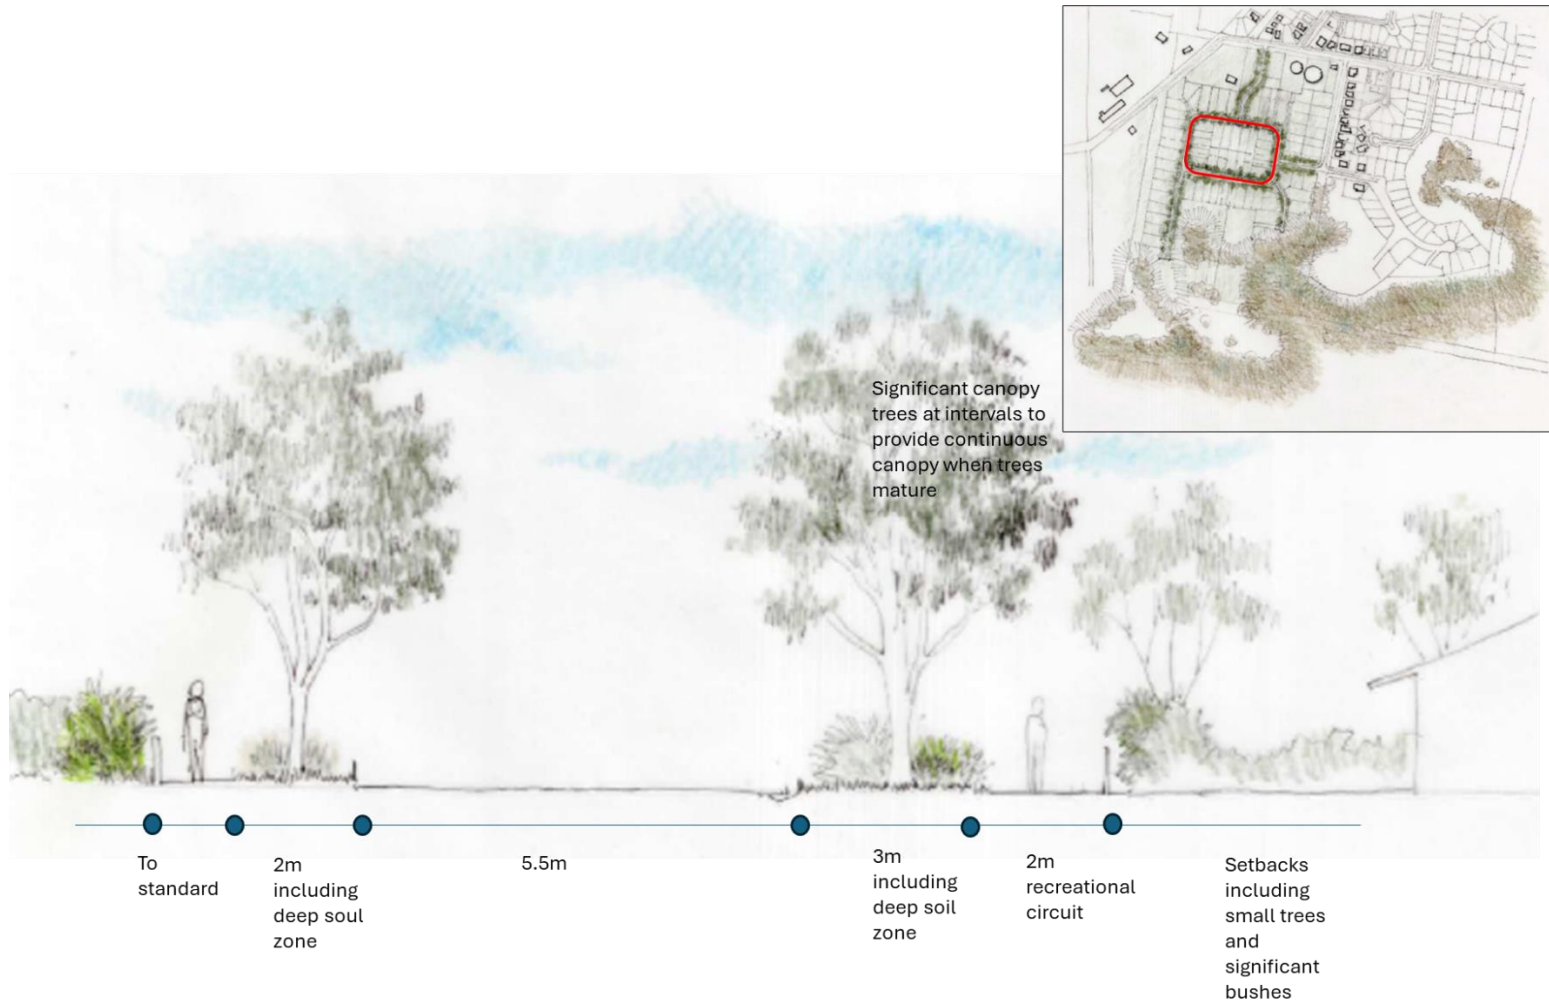 Significant canopy
trees at intervals to
provide continuous
canopy when trees
mature
To
standard
2m
including
deep soul
zone
5.5m
3m
including
deep soil
zone
2m
recreational
circuit
Setbacks
including
small trees
and
significant
bushes